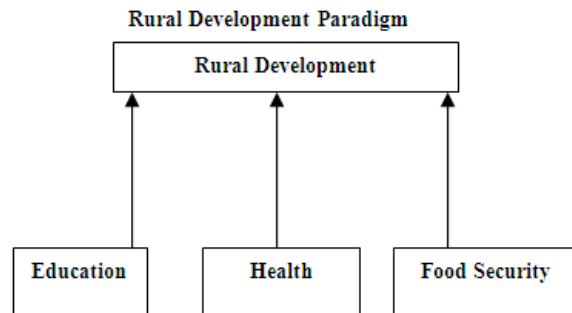 Rural Development Paradigm
Rural Development
Education
Health
Food Security